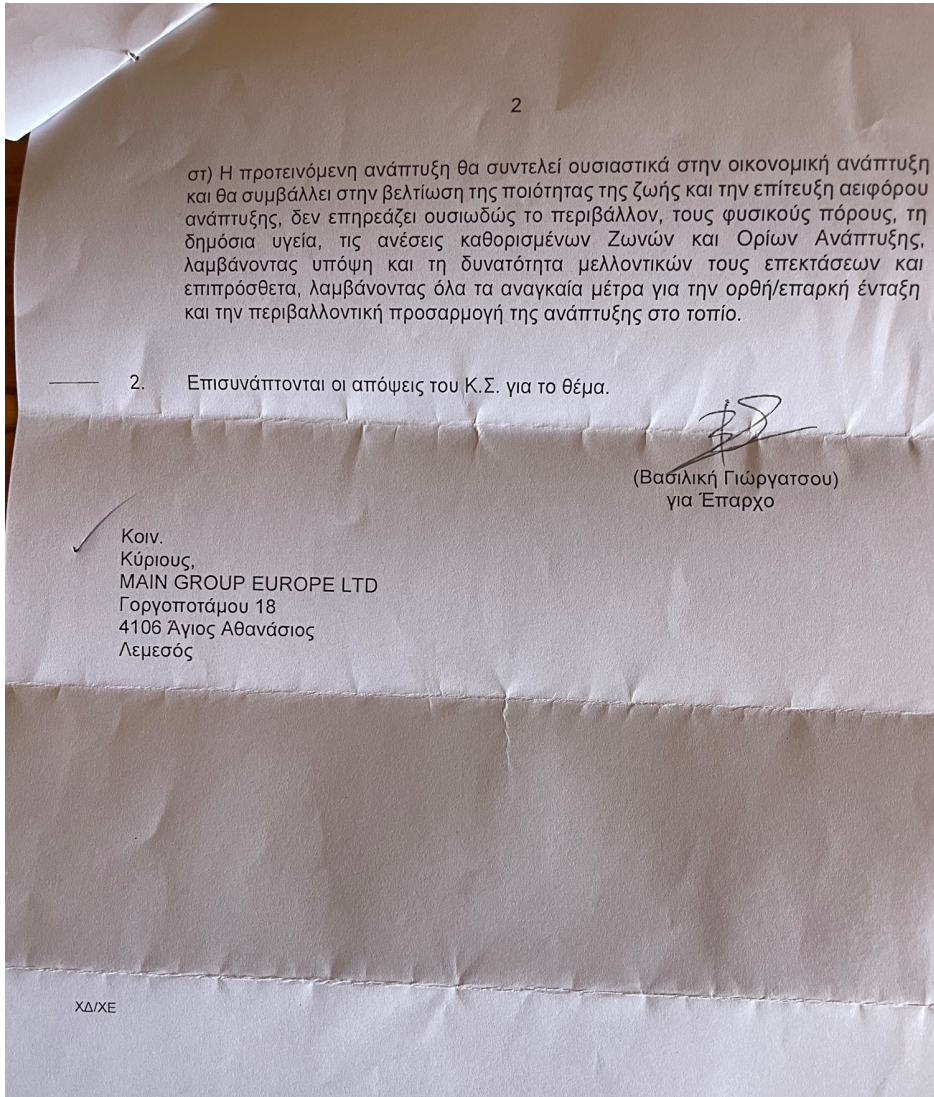 2
στ) Η προτεινόμενη ανάπτυξη θα συντελεί ουσιαστικά στην οικονομική ανάπτυξη
και θα συμβάλλει στην βελτίωση της ποιότητας της ζωής και την επίτευξη αειφόρου
ανάπτυξης, δεν επηρεάζει ουσιωδώς το περιβάλλον, τους φυσικούς πόρους, τη
δημόσια υγεία, τις ανέσεις καθορισμένων Ζωνών και Ορίων Ανάπτυξης,
λαμβάνοντας υπόψη και τη δυνατότητα μελλοντικών τους επεκτάσεων και
επιπρόσθετα, λαμβάνοντας όλα τα αναγκαία μέτρα για την ορθή/επαρκή ένταξη
και την περιβαλλοντική προσαρμογή της ανάπτυξης στο τοπίο.
2. Επισυνάπτονται οι απόψεις του Κ.Σ. για το θέμα.
(Βασιλική Γιώργατσου)
για Έπαρχο
Κοιν.
Κύριους,
MAIN GROUP EUROPE LTD
Γοργοποτάμου 18
4106 Άγιος Αθανάσιος
Λεμεσός
ΧΔ/ΧΕ